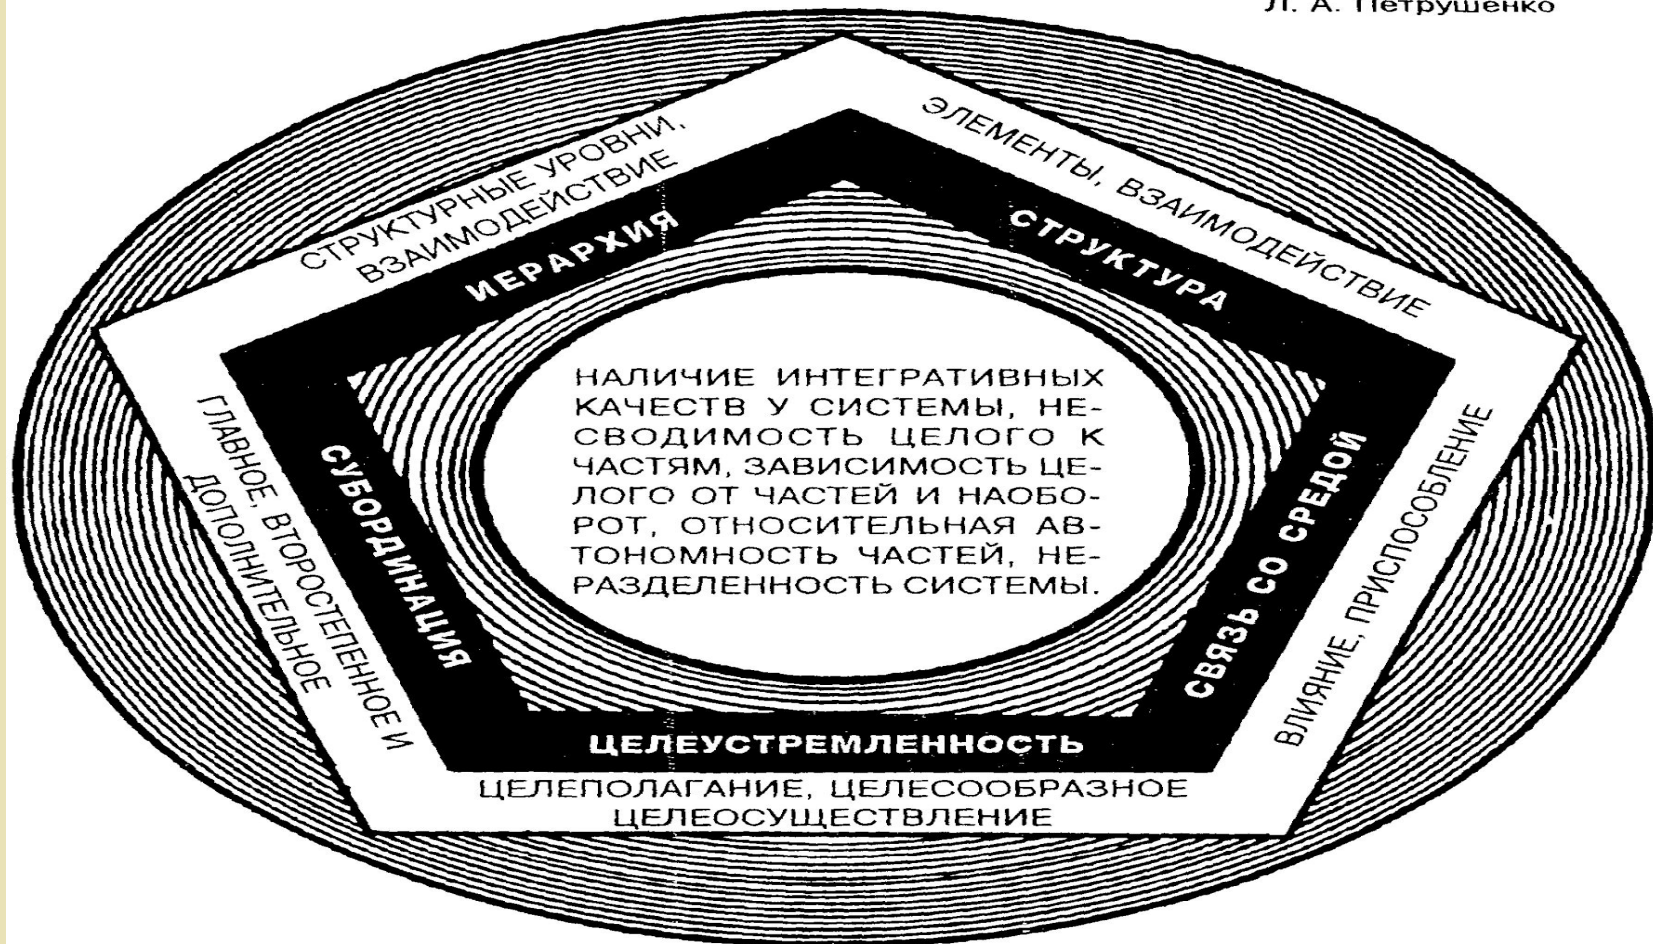 Л. А. Петрушенко
СТРУКТУРНЫЕ УРОВНИ,
ВЗАИМОДЕЙСТВИЕ
ИЕРАРХИЯ
ЭЛЕМЕНТЫ, ВЗАИМОДЕЙСТВИЕ
СТРУКТУРА
НАЛИЧИЕ ИНТЕГРАТИВНЫХ
КАЧЕСТВ У СИСТЕМЫ, НЕ-
СВОДИМОСТЬ ЦЕЛОГО К
ЧАСТЯМ, ЗАВИСИМОСТЬ ЦЕ-
ЛОГО ОТ ЧАСТЕЙ И НАОБО-
РОТ, ОТНОСИТЕЛЬНАЯ АВ-
ТОНОМНОСТЬ ЧАСТЕЙ, НЕ-
РАЗДЕЛЕННОСТЬ СИСТЕМЫ.
ГЛАВНОЕ, ВТОРОСТЕПЕННОЕ И
ДОПОЛНИТЕЛЬНОЕ
СУБОРДИНАЦИЯ
СВЯЗЬ СО СРЕДОЙ
ВЛИЯНИЕ, ПРИСПОСОБЛЕНИЕ
ЦЕЛЕУСТРЕМЛЕННОСТЬ
ЦЕЛЕПОЛАГАНИЕ, ЦЕЛЕСООБРАЗНОЕ
ЦЕЛЕОСУЩЕСТВЛЕНИЕ